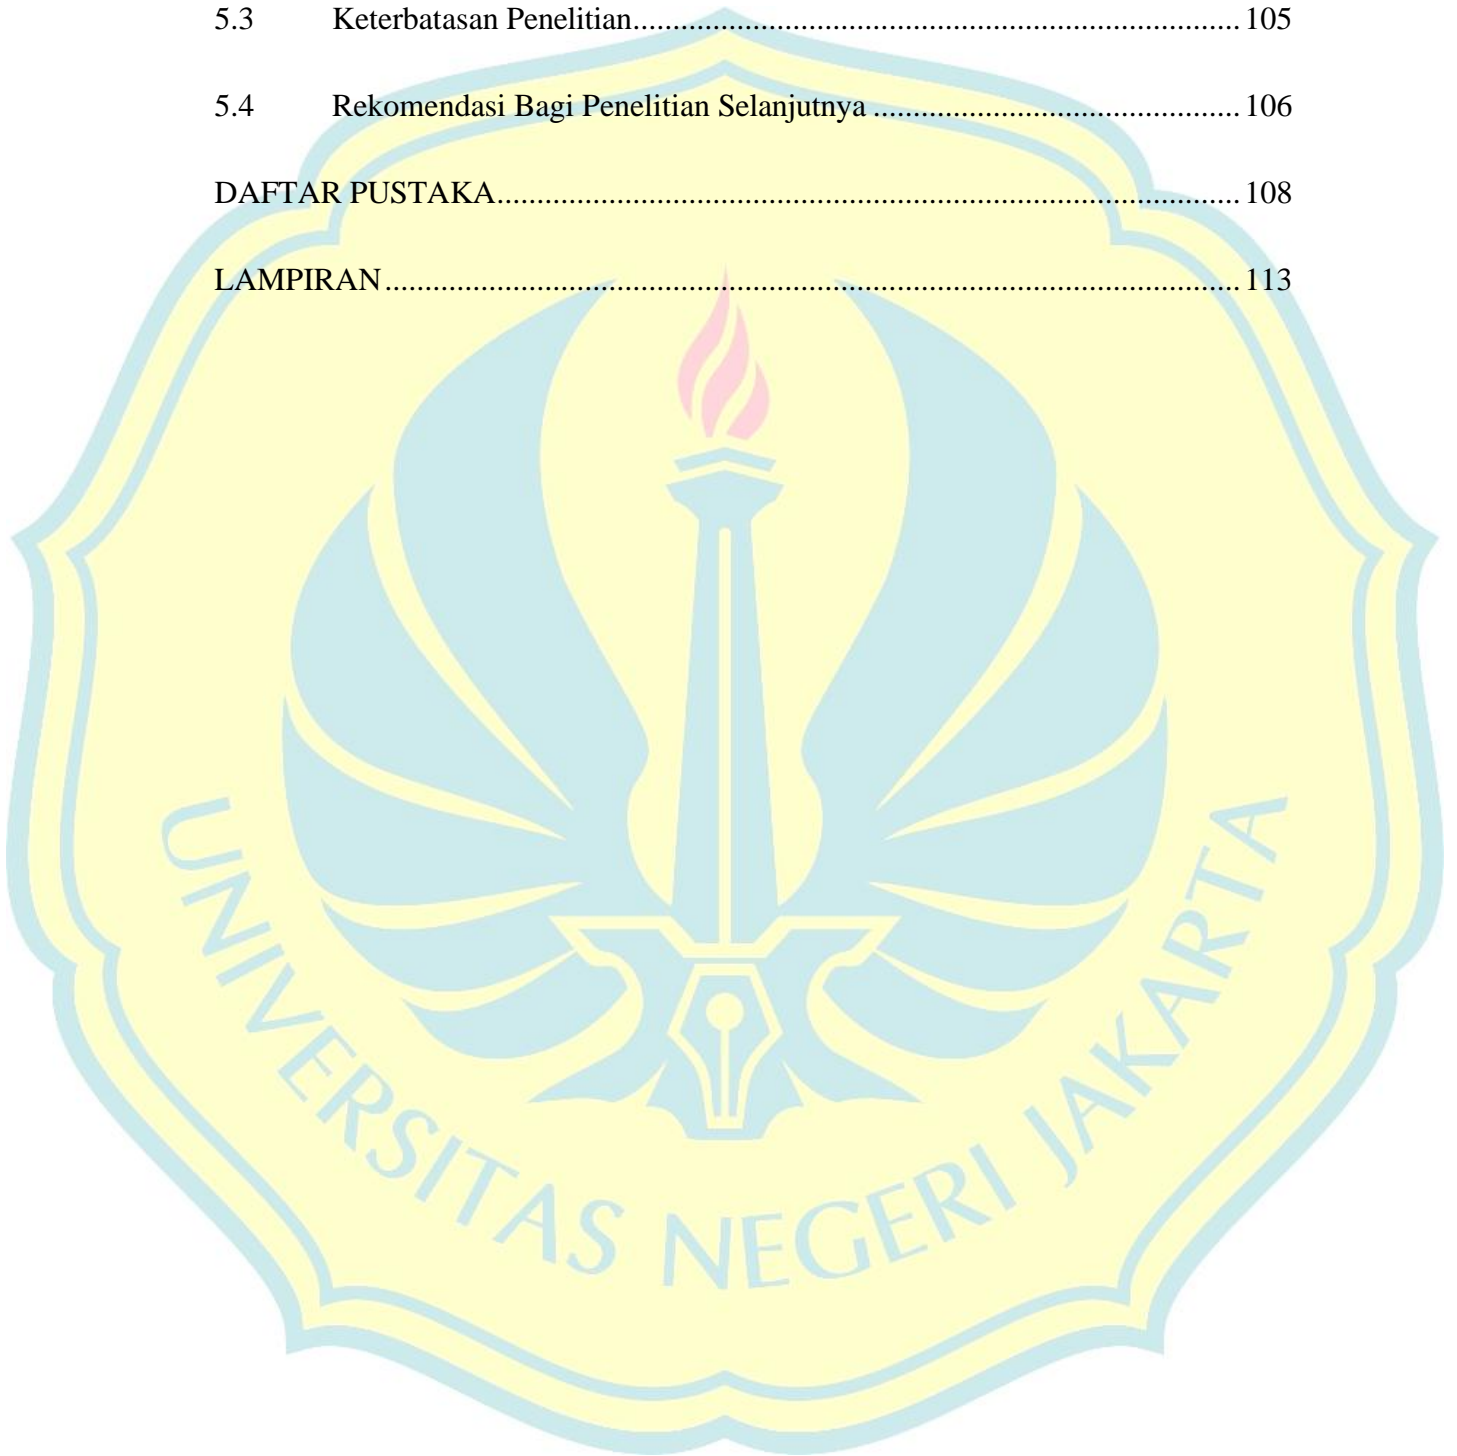 5.3 Keterbatasan Penelitian........................................................................... 105
5.4 Rekomendasi Bagi Penelitian Selanjutnya ............................................. 106
DAFTAR PUSTAKA............................................................................................ 108
LAMPIRAN.......................................................................................................... 113
UNIVERSITAS NEGERI JAKARTA